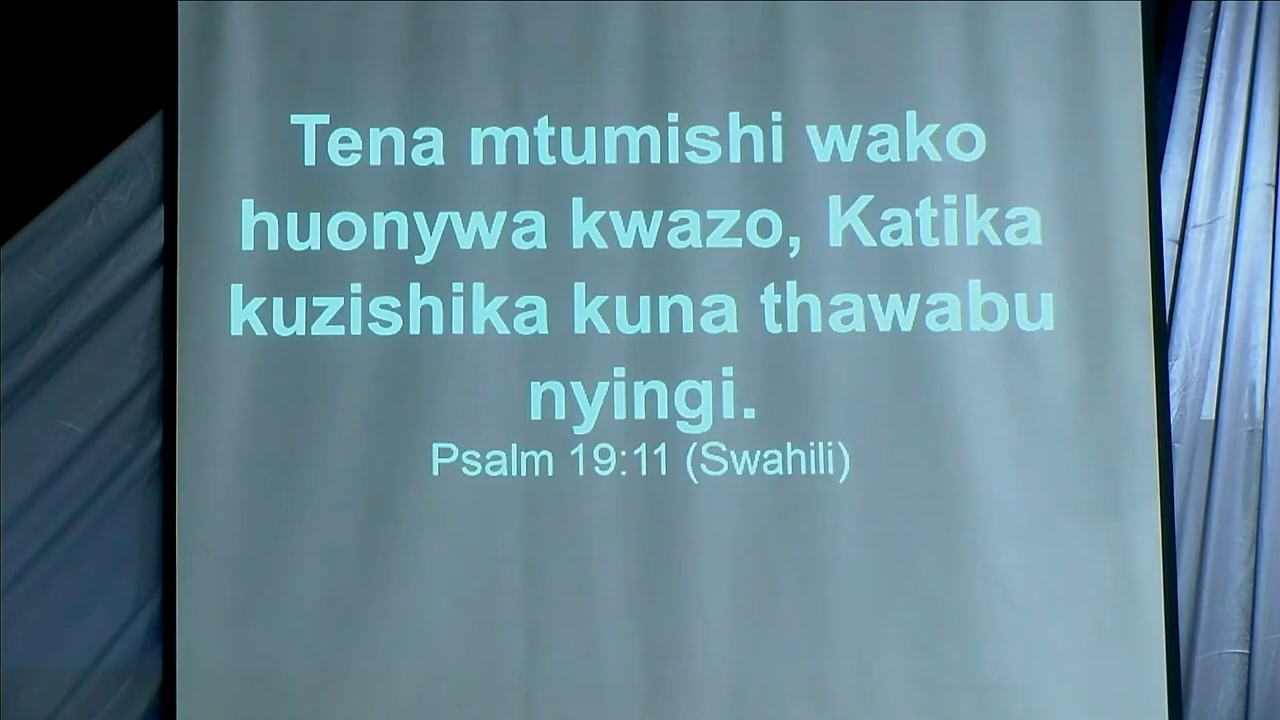 Tena mtumishi wako
huonywa kwazo, Katika
kuzishika kuna thawabu
nyingi.
Psalm 19:11 (Swahili)